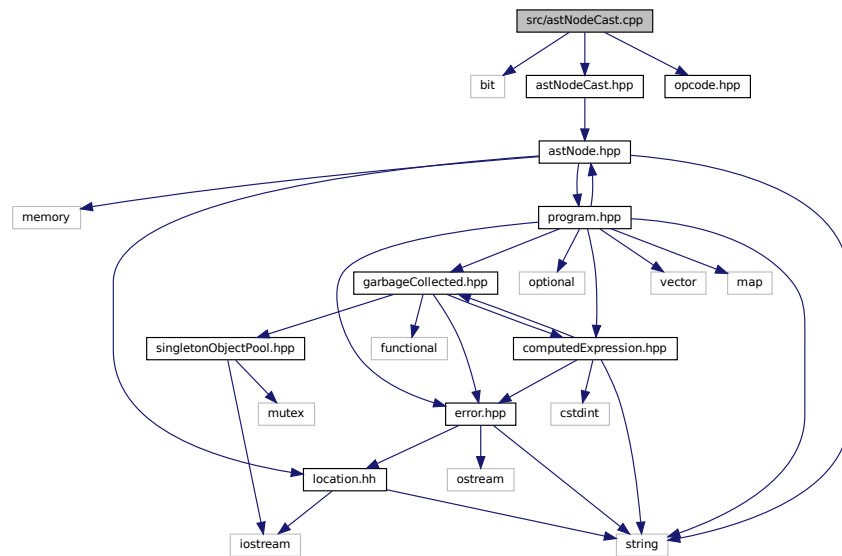 src/astNodeCast.cpp
bit
astNodeCast.hpp
opcode.hpp
astNode.hpp
memory
program.hpp
garbageCollected.hpp
optional
vector
map
singletonObjectPool.hpp
functional
computedExpression.hpp
mutex
error.hpp
cstdint
location.hh
ostream
iostream
string